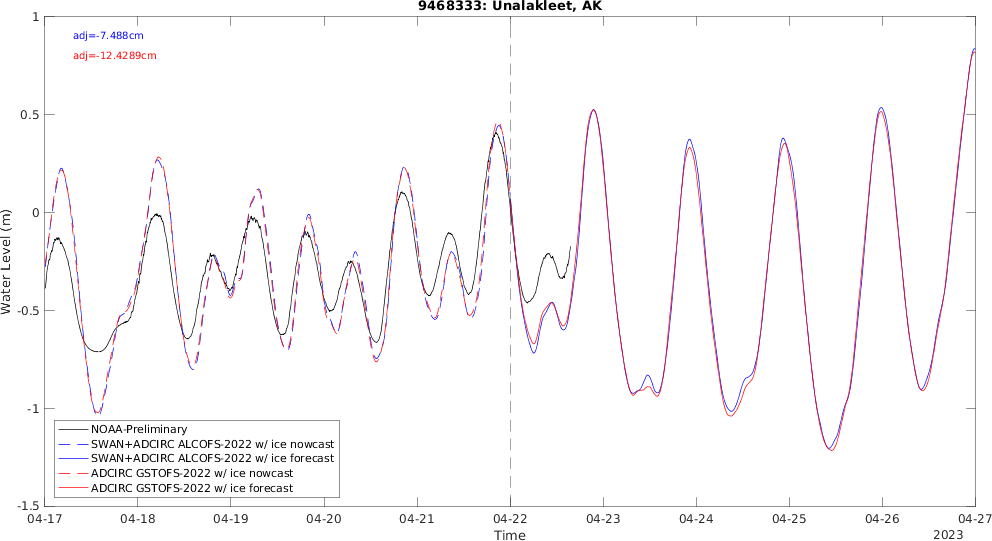 9468333: Unalakleet, AK
adj=-7.488cm
adj=-12.4289cm
1
0.5
0
-0.5
-1
-1.5
Water Level (m)
NOAA-Preliminary
SWAN+ADCIRC ALCOFS-2022 w/ ice nowcast
SWAN+ADCIRC ALCOFS-2022 w/ ice forecast
ADCIRC GSTOFS-2022 w/ ice nowcast
ADCIRC GSTOFS-2022 w/ ice forecast
04-17 04-18 04-19 04-20 04-21 04-22 04-23 04-24 04-25 04-26 04-27
Time
2023